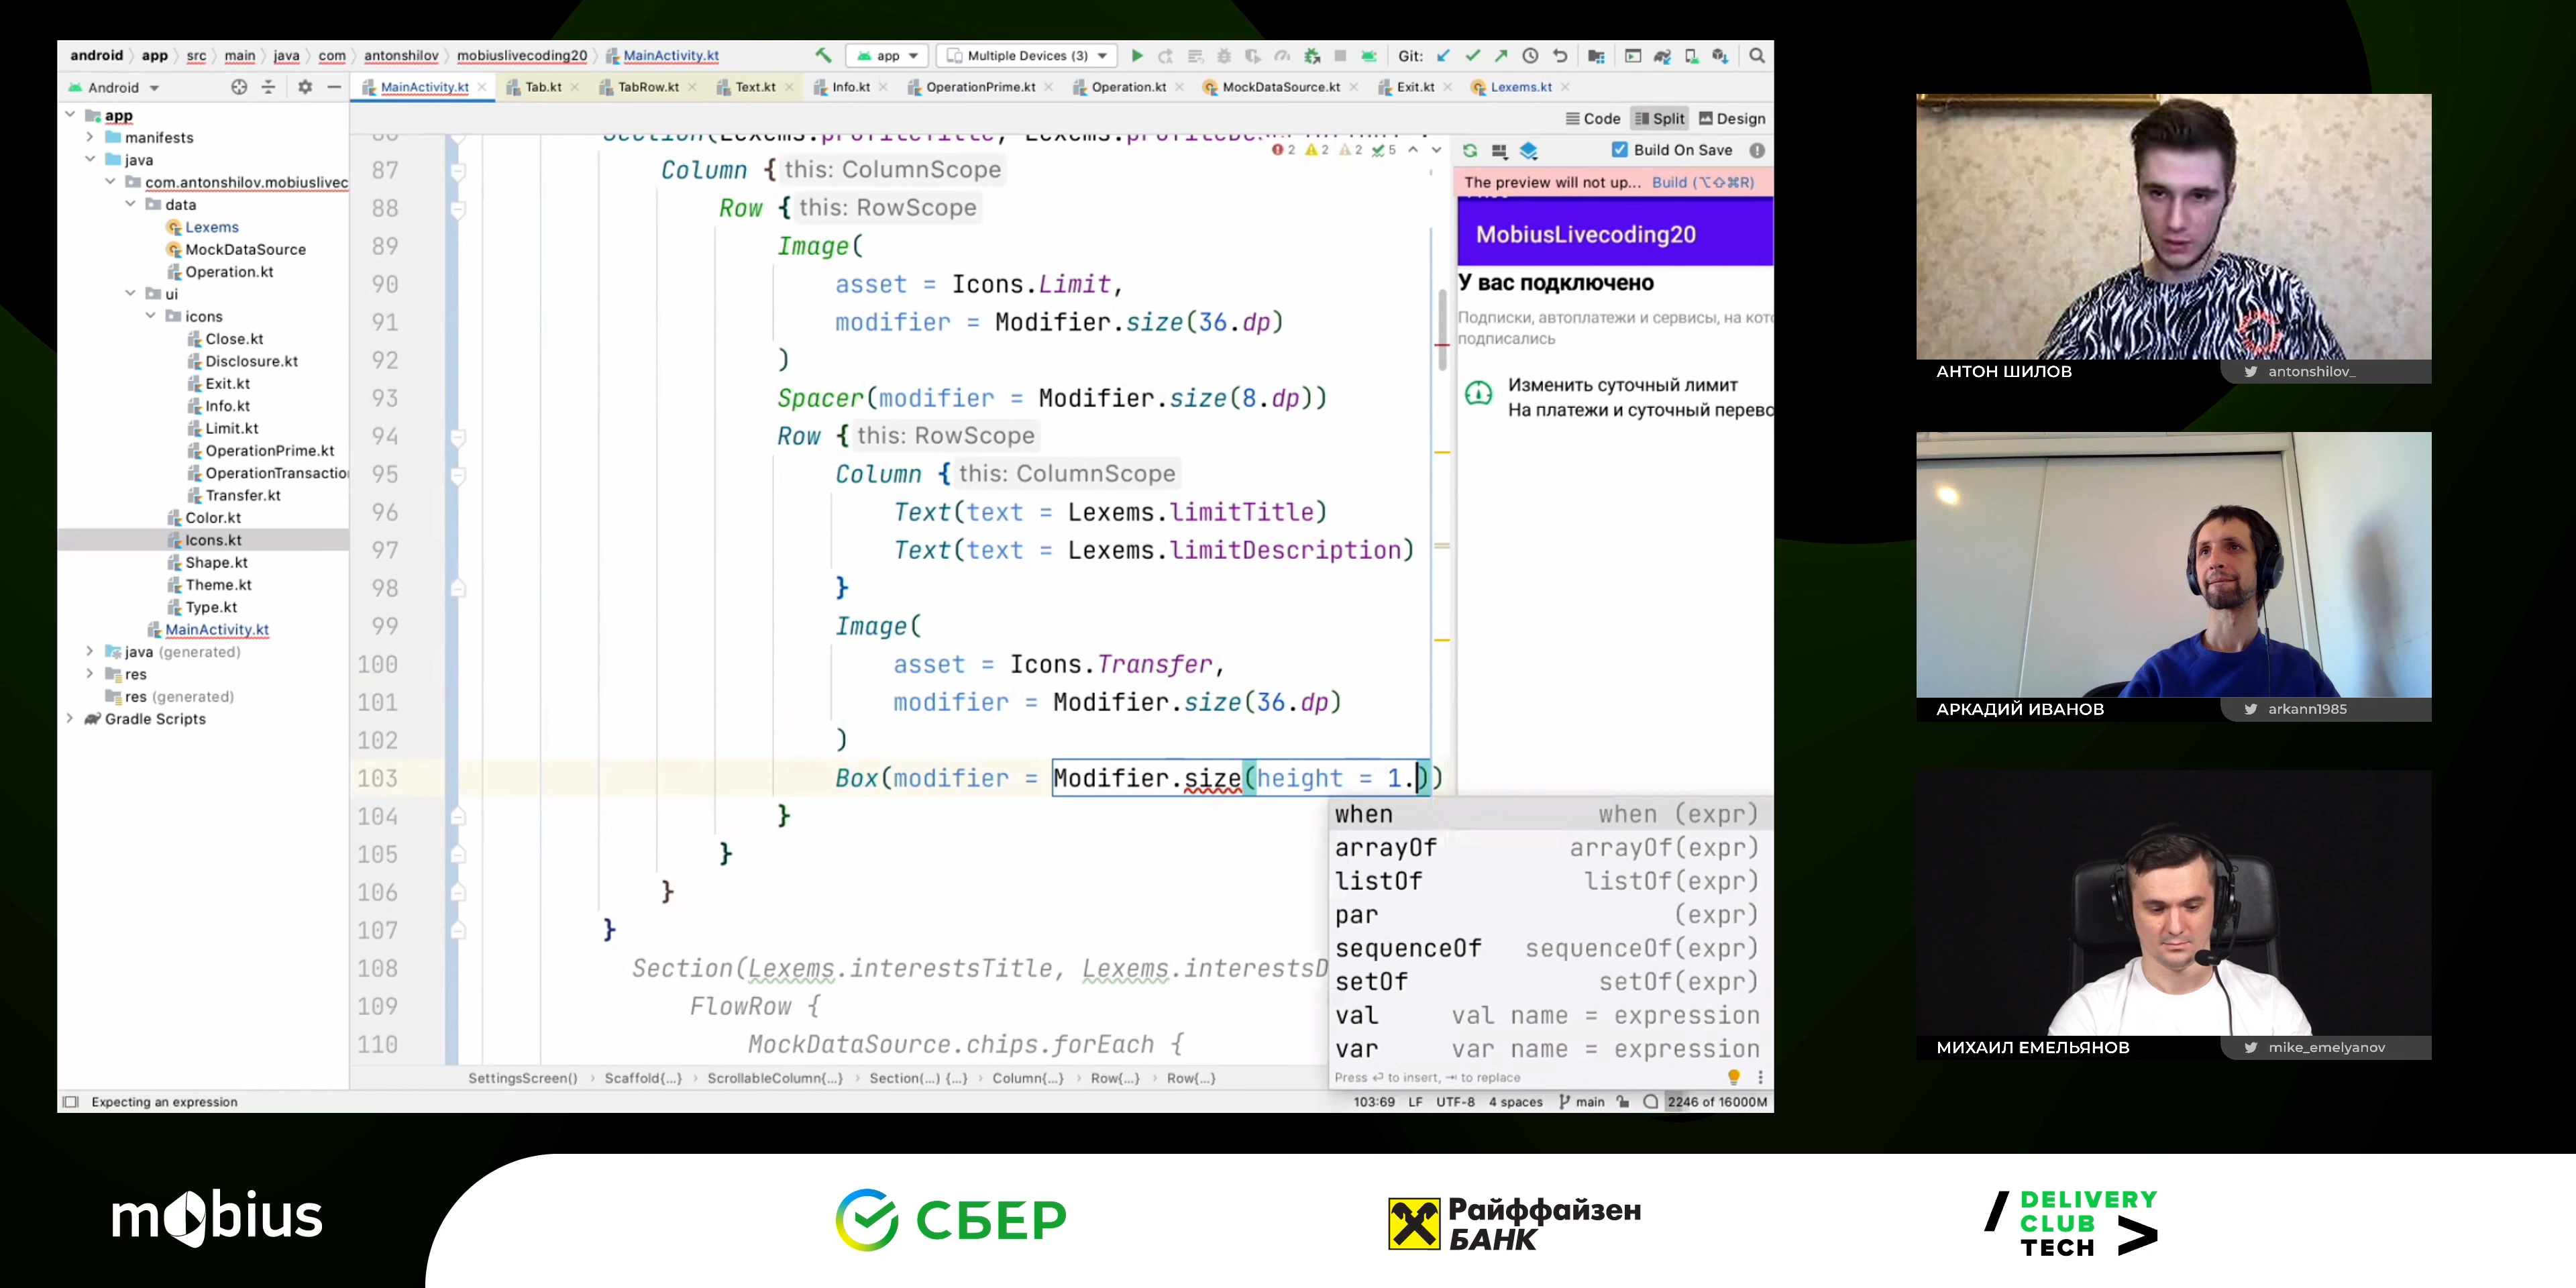 android app src main java com antonshilov mobiuslivecoding20 MainActivity.kt
app Multiple Devices (3) Git:
Android
MainActivity.kt Tab.kt TabRow.kt Text.kt Info.kt OperationPrime.kt Operation.kt MockDataSource.kt Exit.kt Lexems.kt
Code Split Design
app
manifests
java
com.antonshilov.mobiuslivec
data
Lexems
MockDataSource
Operation.kt
ui
icons
Close.kt
Disclosure.kt
Exit.kt
Info.kt
Limit.kt
OperationPrime.kt
OperationTransactio
Transfer.kt
Color.kt
Icons.kt
Shape.kt
Theme.kt
Type.kt
MainActivity.kt
java (generated)
res
res (generated)
Gradle Scripts
2 2 2 5
87 Column { this: ColumnScope
88 Row { this: RowScope
89 Image(
90 asset = Icons.Limit,
91 modifier = Modifier.size(36.dp)
92 )
93 Spacer(modifier = Modifier.size(8.dp))
94 Row { this: RowScope
95 Column { this: ColumnScope
96 Text(text = Lexems.limitTitle)
97 Text(text = Lexems.limitDescription)
98 }
99 Image(
100 asset = Icons.Transfer,
101 modifier = Modifier.size(36.dp)
102 )
103 Box(modifier = Modifier.size(height = 1.))
104 }
105 }
106 }
107 }
108 Section(Lexems.interestsTitle, Lexems.interestsD
109 FlowRow {
110 MockDataSource.chips.forEach {
when when (expr)
arrayOf arrayOf(expr)
listOf listOf(expr)
par (expr)
sequenceOf sequenceOf(expr)
setOf setOf(expr)
val val name = expression
var var name = expression
Press ⏎ to insert, ⇥ to replace
Build On Save
The preview will not up... Build (⌥⇧⌘R)
MobiusLivecoding20
У вас подключено
Подписки, автоплатежи и сервисы, на кото
подписались
Изменить суточный лимит
На платежи и суточный перево
SettingsScreen() Scaffold{...} ScrollableColumn{...} Section(...) {...} Column{...} Row{...} Row{...}
Expecting an expression 103:69 LF UTF-8 4 spaces main 2246 of 16000M
АНТОН ШИЛОВ antonshilov_
АРКАДИЙ ИВАНОВ arkann1985
МИХАИЛ ЕМЕЛЬЯНОВ mike_emelyanov
mobius
СБЕР
Райффайзен
БАНК
DELIVERY
CLUB
TECH